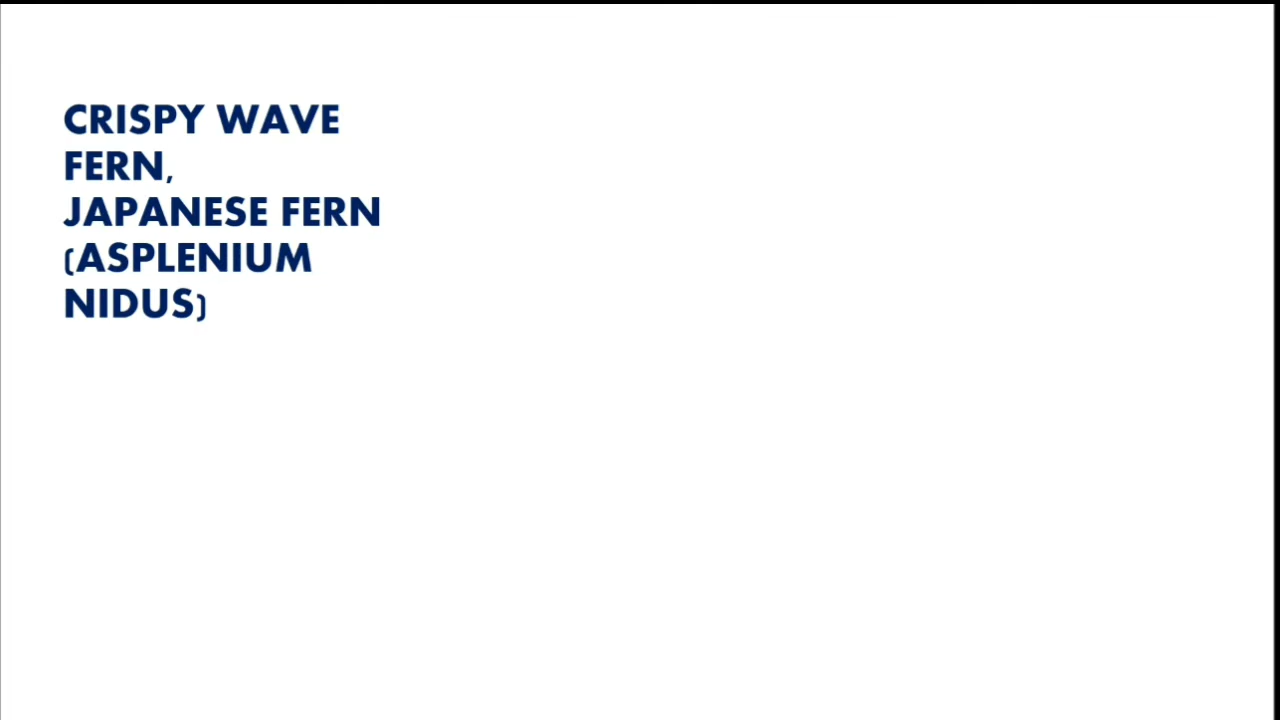 CRISPY WAVE
FERN,
JAPANESE FERN
(ASPLENIUM
NIDUS)